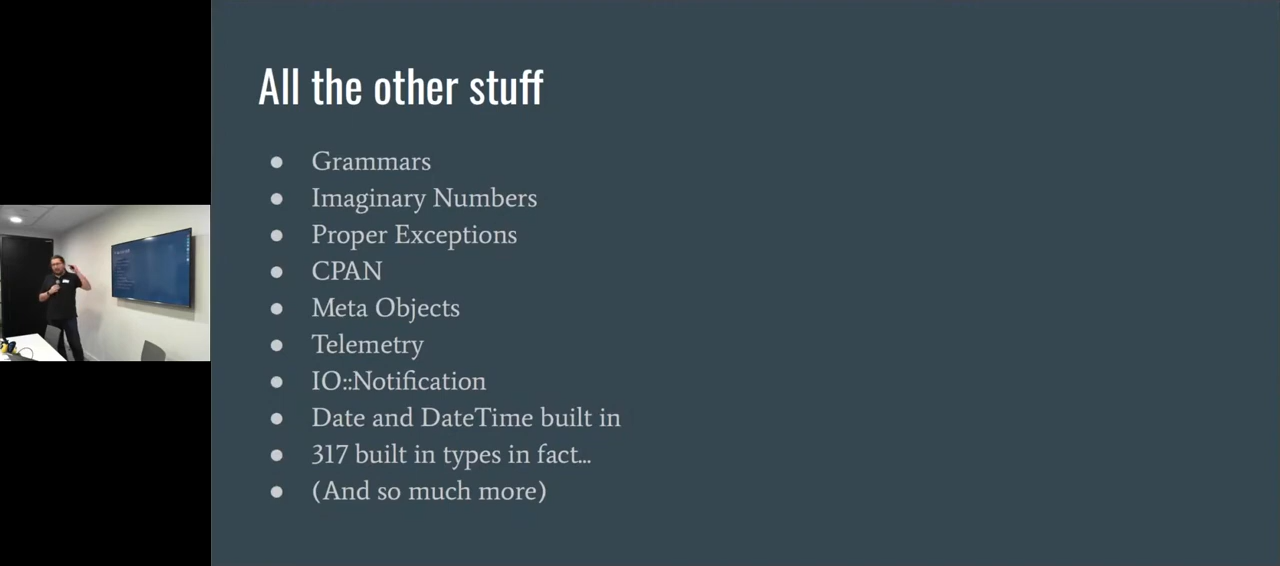 All the other stuff
● Grammars
● Imaginary Numbers
● Proper Exceptions
● CPAN
● Meta Objects
● Telemetry
● IO::Notification
● Date and DateTime built in
● 317 built in types in fact...
● (And so much more)